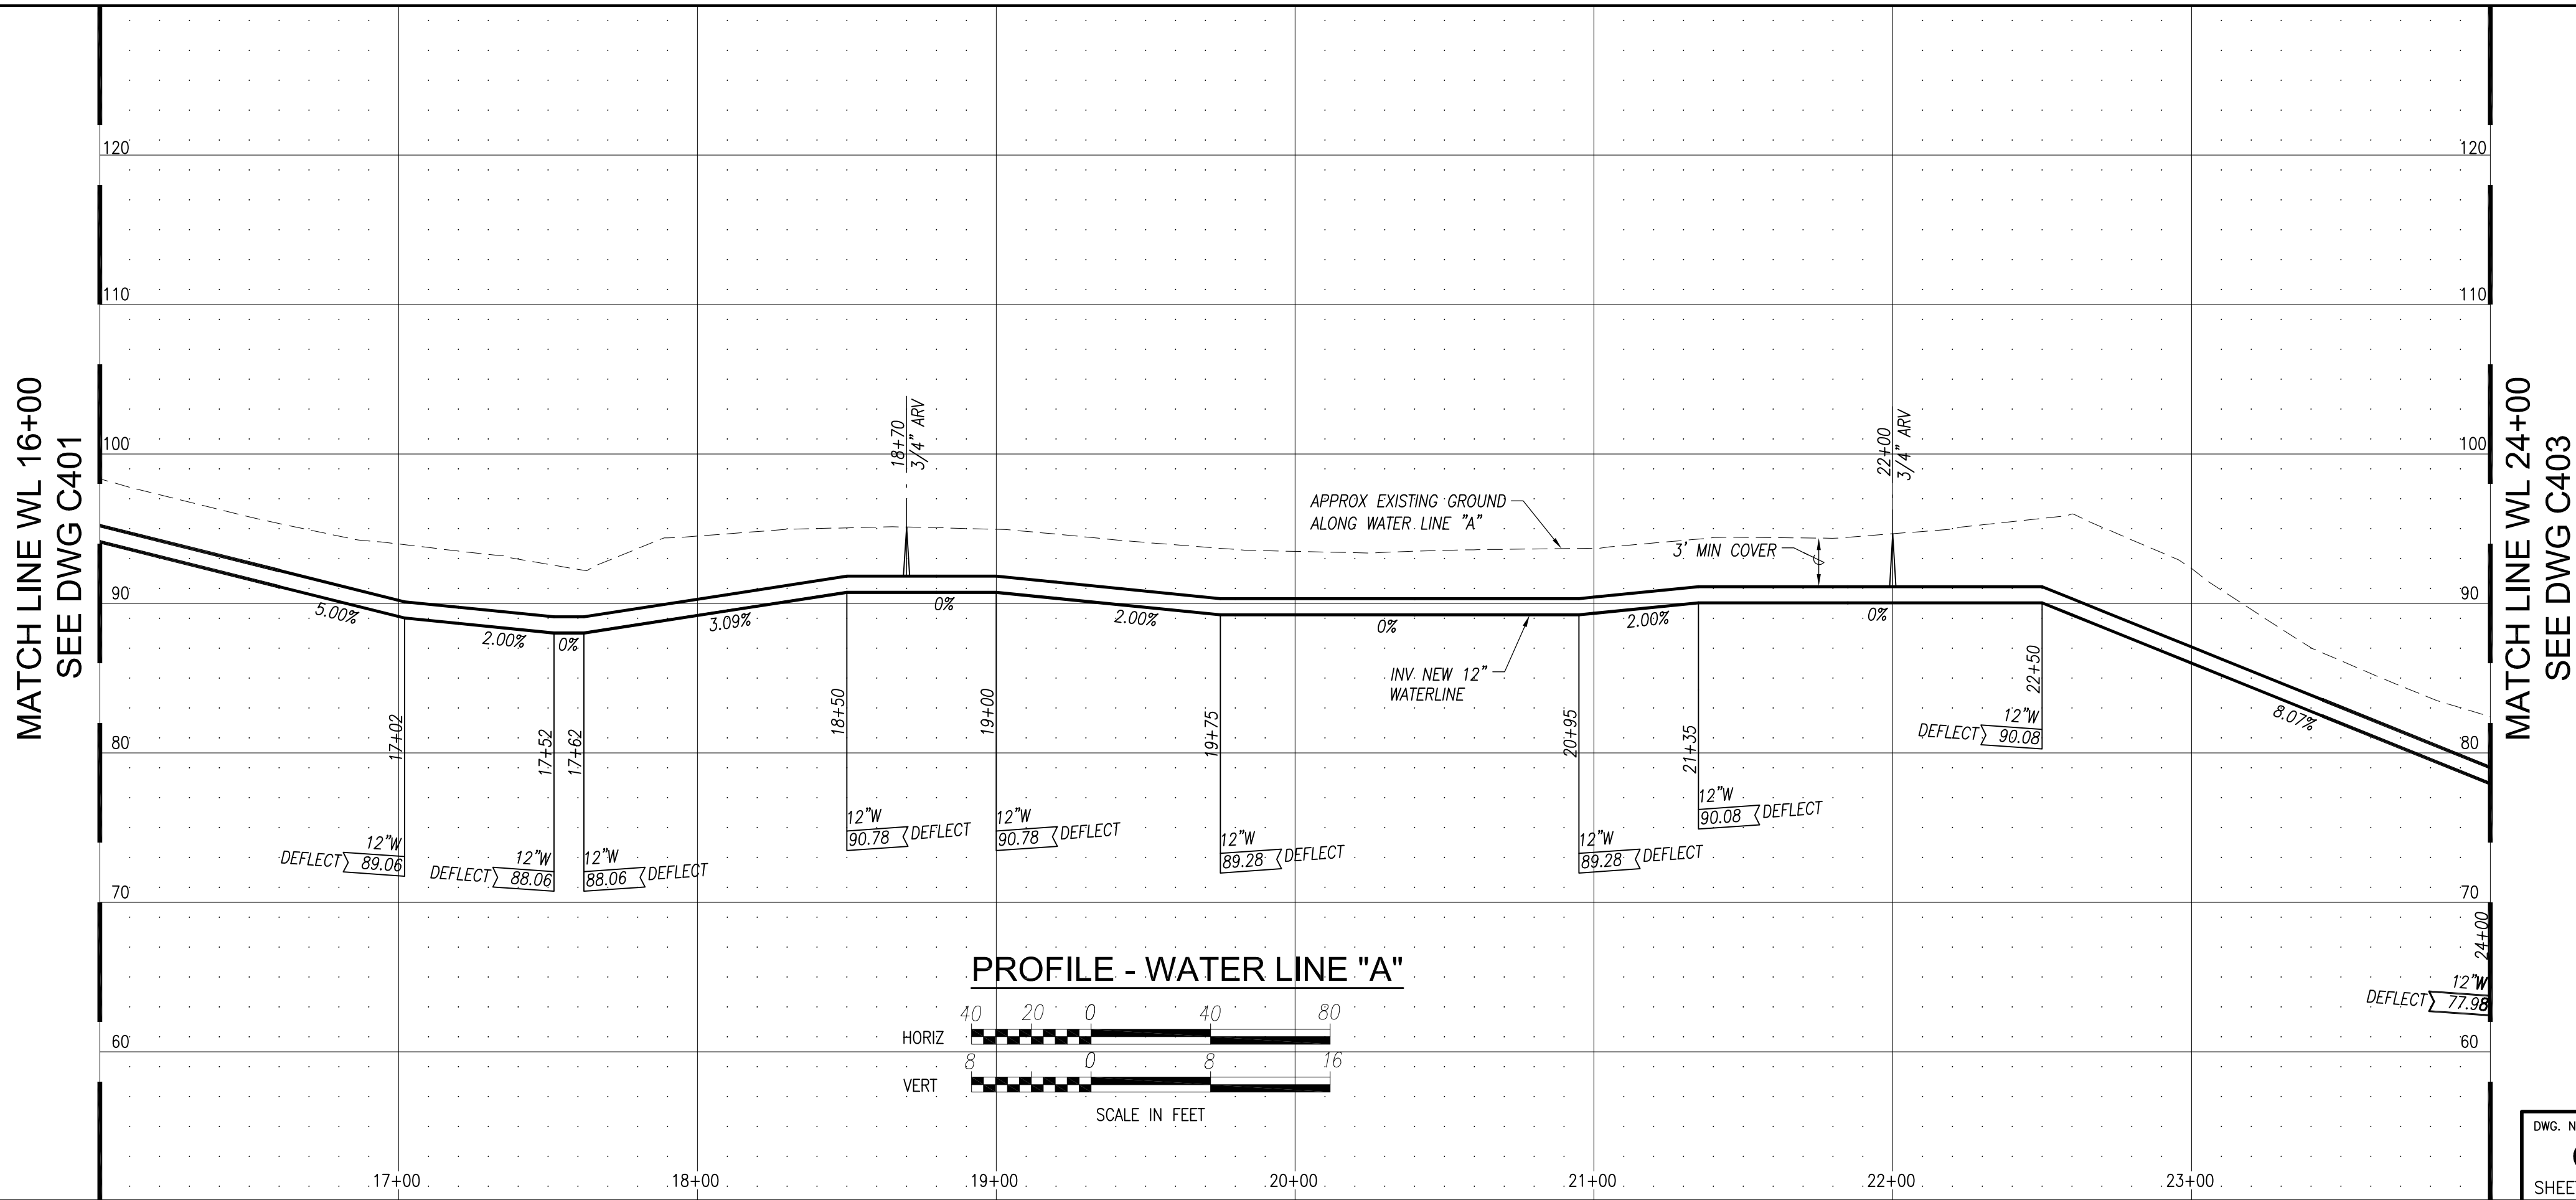 MATCH LINE WL 16+00
SEE DWG C401
120
110
100
90
80
70
60
120
110
100
90
80
70
60
MATCH LINE WL 24+00
SEE DWG C403
18+70
3/4" ARV
22+00
3/4" ARV
APPROX EXISTING GROUND
ALONG WATER LINE "A"
3' MIN COVER
INV NEW 12"
WATERLINE
5.00%
2.00%
0%
3.09%
0%
2.00%
0%
2.00%
0%
8.07%
17+02
12"W
DEFLECT 89.06
17+52
12"W
DEFLECT 88.06
17+62
12"W
88.06 DEFLECT
18+50
12"W
90.78 DEFLECT
19+00
12"W
90.78 DEFLECT
19+75
12"W
89.28 DEFLECT
20+95
12"W
89.28 DEFLECT
21+35
12"W
90.08 DEFLECT
22+50
12"W
DEFLECT 90.08
24+00
12"W
DEFLECT 77.98
PROFILE - WATER LINE "A"
40 20 0 40 80
HORIZ
8 0 8 16
VERT
SCALE IN FEET
17+00 18+00 19+00 20+00 21+00 22+00 23+00
DWG. N
SHEE